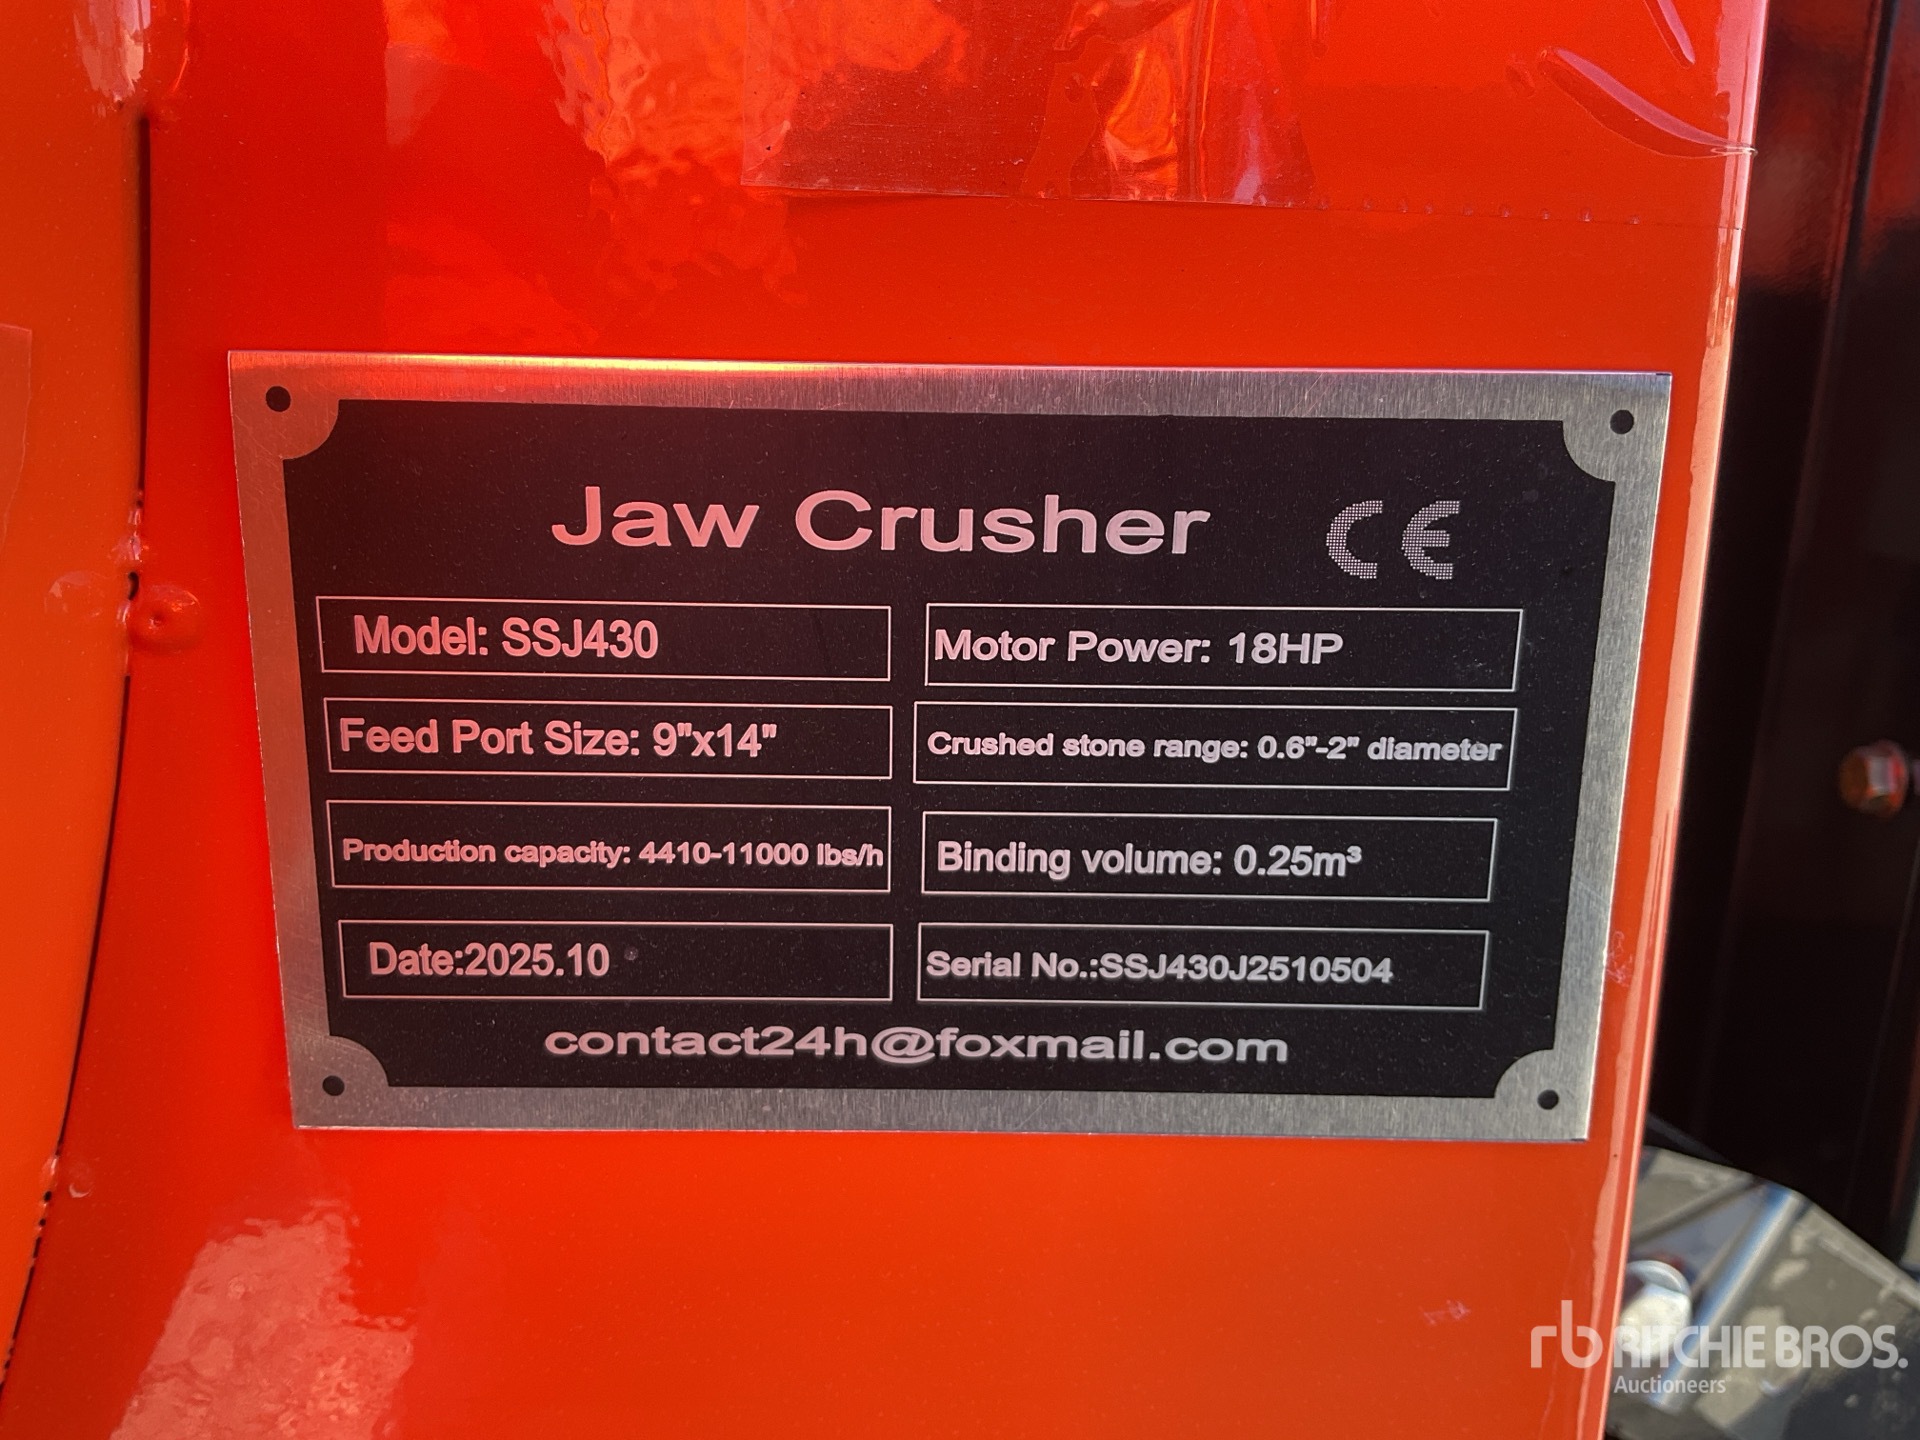 Jaw Crusher CE
Model: SSJ430
Motor Power: 18HP
Feed Port Size: 9"x14"
Crushed stone range: 0.6"-2" diameter
Production capacity: 4410-11000 lbs/h
Binding volume: 0.25m³
Date:2025.10
Serial No.:SSJ430J2510504
contact24h@foxmail.com
rb RITCHIE BROS.
Auctioneers